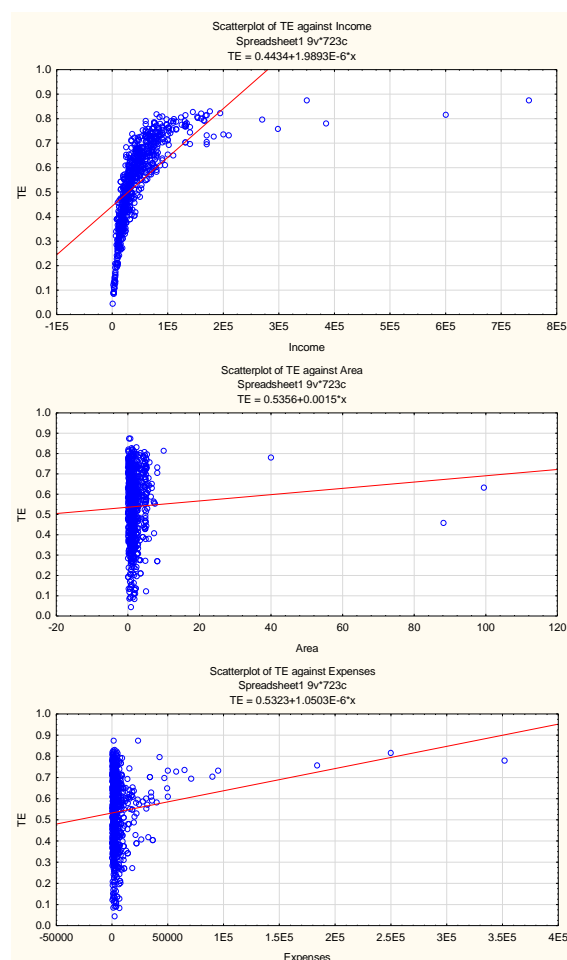 Scatterplot of TE against Income
Spreadsheet1 9v*723c
TE = 0.4434+1.9893E-6*x
1.0
0.9
0.8
0.7
0.6
0.5
0.4
0.3
0.2
0.1
0.0
TE
-1E5 0 1E5 2E5 3E5 4E5 5E5 6E5 7E5 8E5
Income
Scatterplot of TE against Area
Spreadsheet1 9v*723c
TE = 0.5356+0.0015*x
1.0
0.9
0.8
0.7
0.6
0.5
0.4
0.3
0.2
0.1
0.0
TE
-20 0 20 40 60 80 100 120
Area
Scatterplot of TE against Expenses
Spreadsheet1 9v*723c
TE = 0.5323+1.0503E-6*x
1.0
0.9
0.8
0.7
0.6
0.5
0.4
0.3
0.2
0.1
0.0
TE
-50000 0 50000 1E5 1.5E5 2E5 2.5E5 3E5 3.5E5 4E5
Expenses